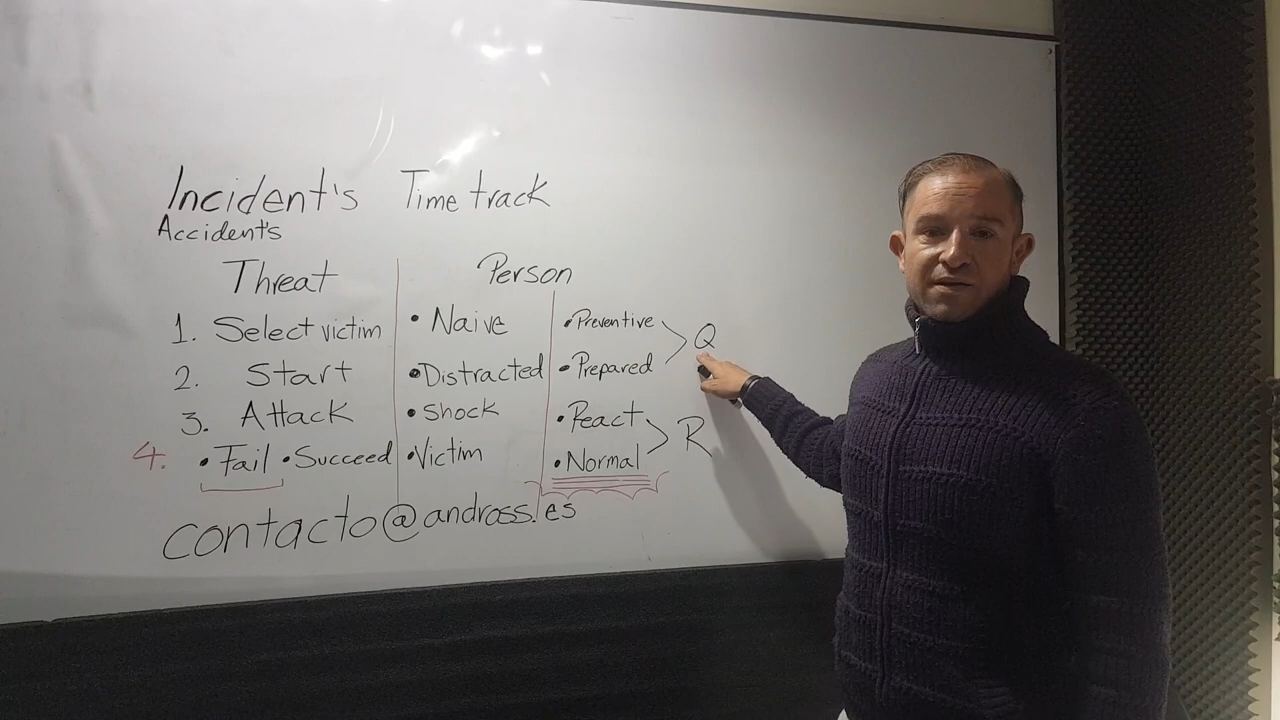 Incident's Time track
Accident's
Threat Person
1. Select victim • Naive • Preventive > Q
2. Start • Distracted • Prepared
3. Attack • Shock • React > R
4. • Fail • Succeed • Victim • Normal
contacto@andross.es